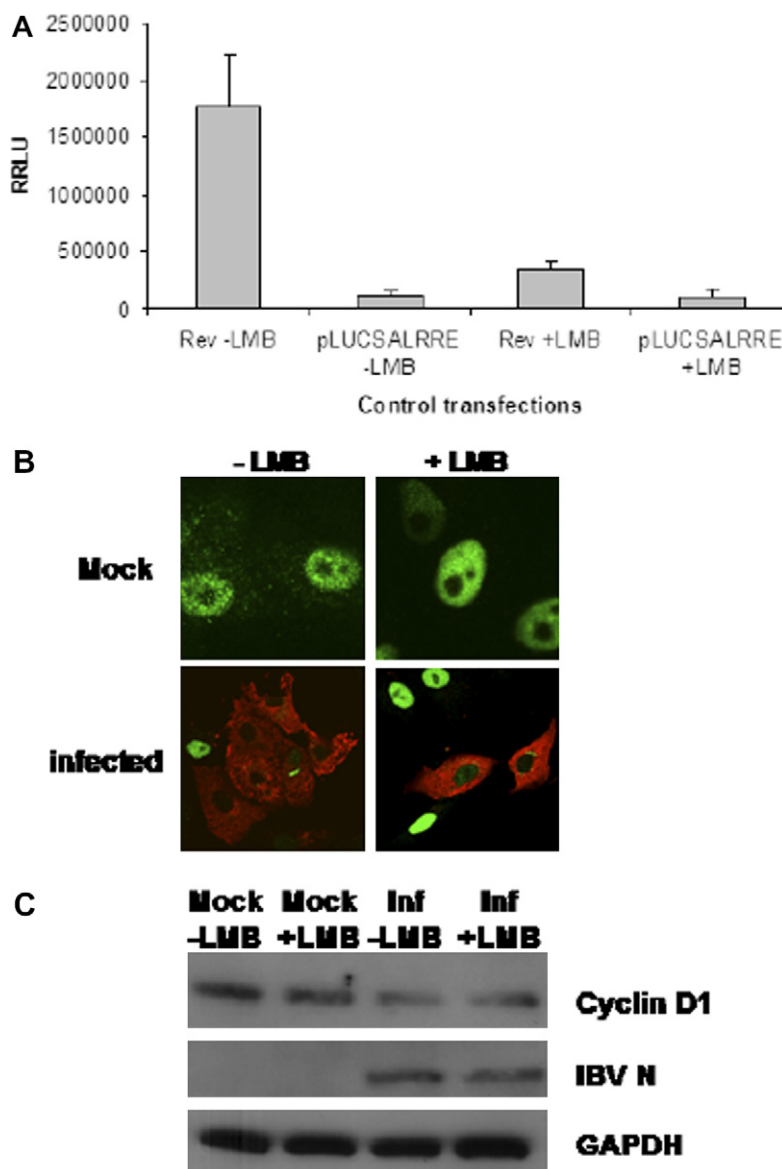 A
2500000
2000000
1500000
1000000
500000
0
RRLU
Rev -LMB
pLUCSALRRE
-LMB
Rev +LMB
pLUCSALRRE
+LMB
Control transfections
B
- LMB
+ LMB
Mock
infected
C
Mock
-LMB
Mock
+LMB
Inf
-LMB
Inf
+LMB
Cyclin D1
IBV N
GAPDH